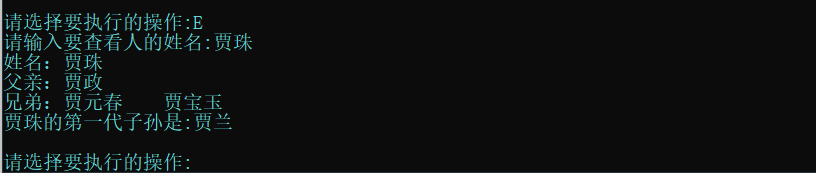 请选择要执行的操作:E
请输入要查看人的姓名:贾珠
姓名：贾珠
父亲：贾政
兄弟：贾元春    贾宝玉
贾珠的第一代子孙是:贾兰
请选择要执行的操作: